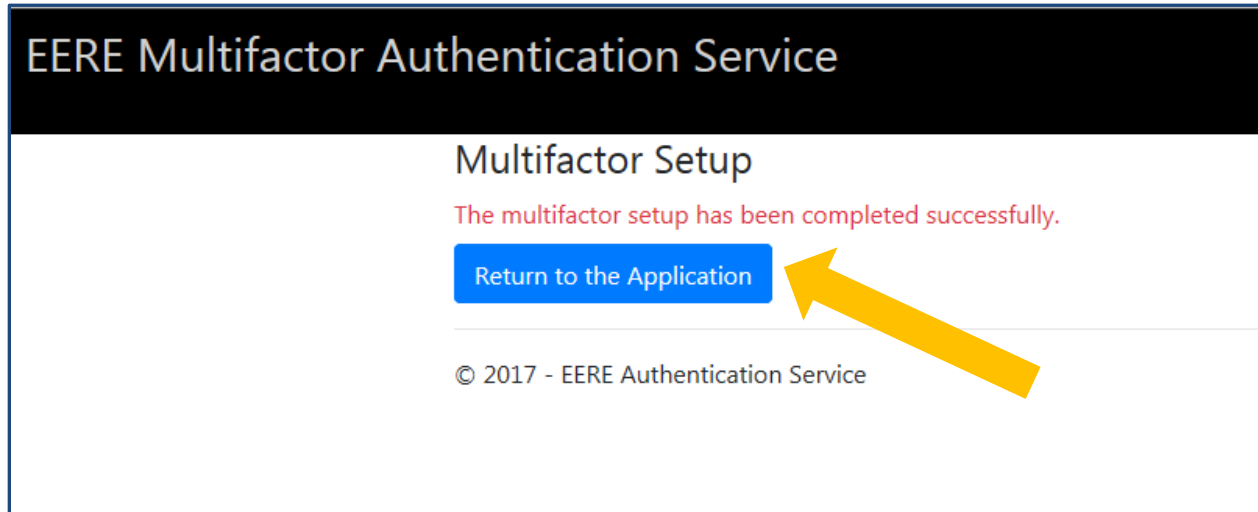 EERE Multifactor Authentication Service
Multifactor Setup
The multifactor setup has been completed successfully.
Return to the Application
© 2017 - EERE Authentication Service